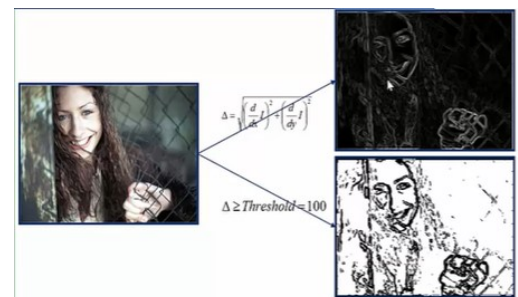 Δ = √((d/dx I)² + (d/dy I)²)
Δ ≥ Threshold = 100